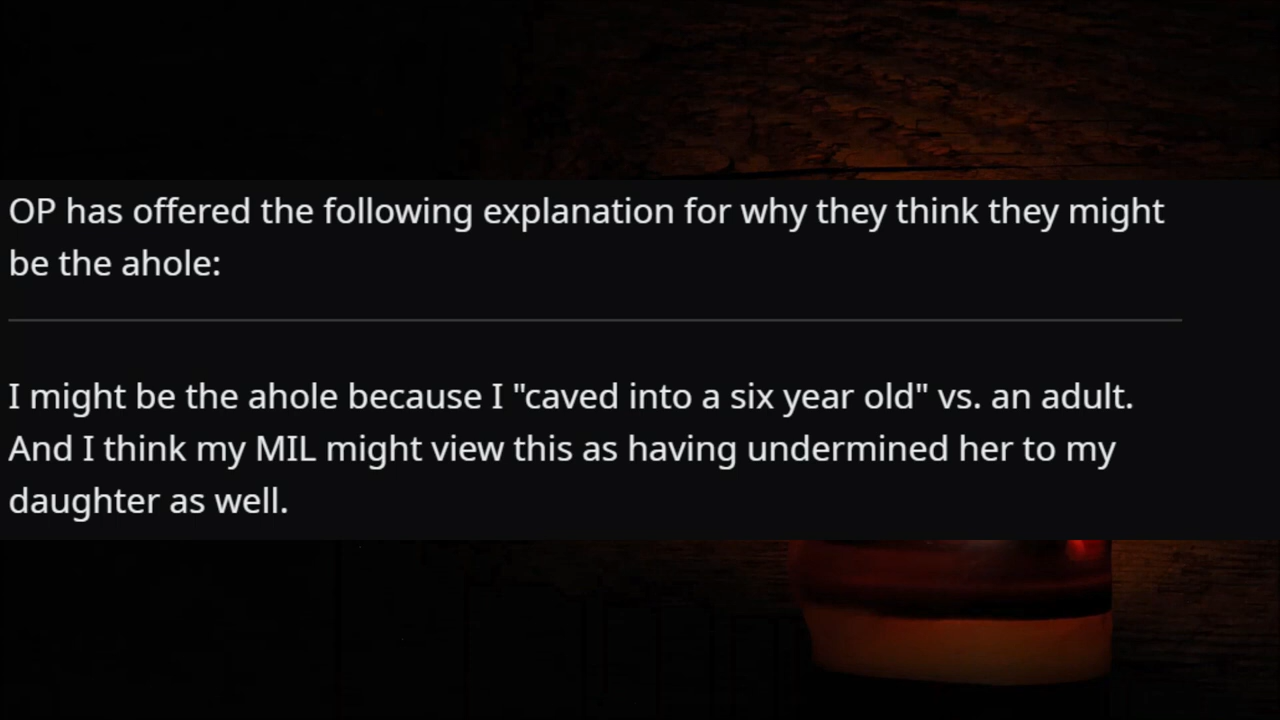 OP has offered the following explanation for why they think they might
be the ahole:
I might be the ahole because I "caved into a six year old" vs. an adult.
And I think my MIL might view this as having undermined her to my
daughter as well.